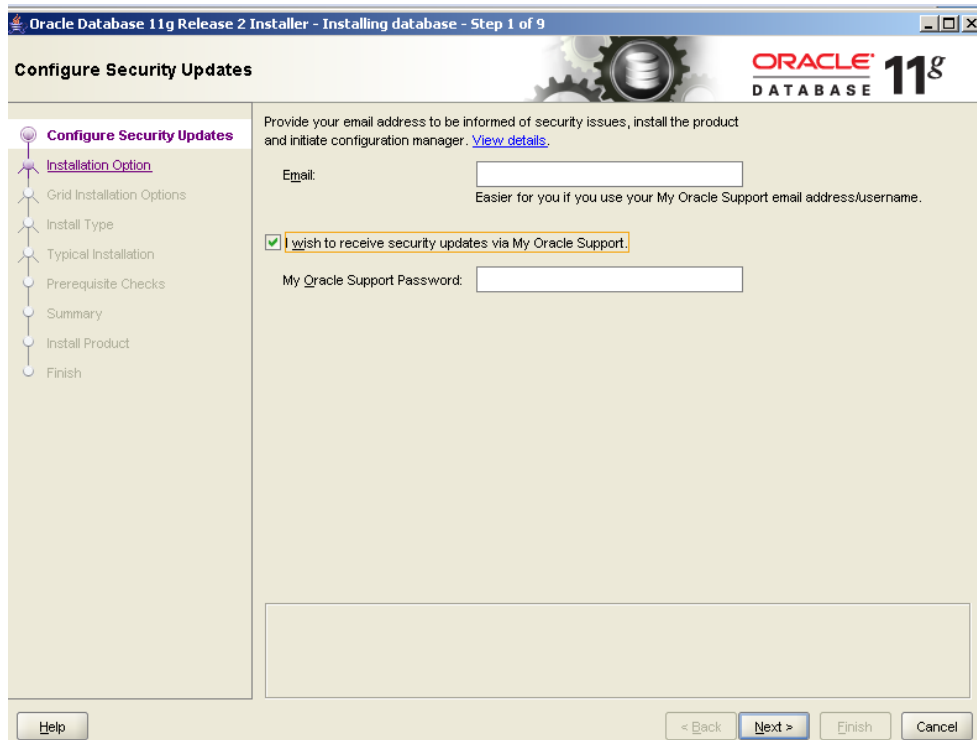 Oracle Database 11g Release 2 Installer - Installing database - Step 1 of 9
Configure Security Updates
ORACLE
DATABASE
11g
Configure Security Updates
Installation Option
Grid Installation Options
Install Type
Typical Installation
Prerequisite Checks
Summary
Install Product
Finish
Provide your email address to be informed of security issues, install the product
and initiate configuration manager. View details.
Email:
Easier for you if you use your My Oracle Support email address/username.
I wish to receive security updates via My Oracle Support.
My Oracle Support Password:
Help
< Back
Next >
Finish
Cancel